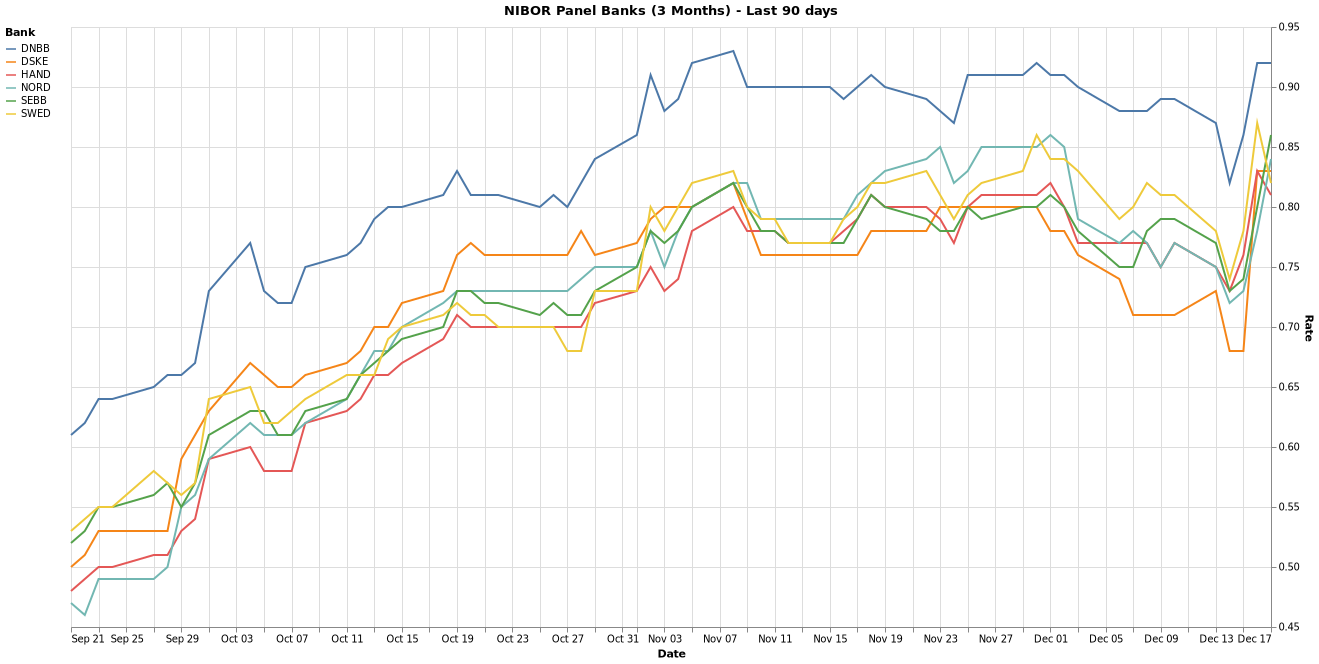 NIBOR Panel Banks (3 Months) - Last 90 days
Bank
DNBB
DSKE
HAND
NORD
SEBB
SWED
0.95
0.90
0.85
0.80
0.75
0.70
0.65
0.60
0.55
0.50
0.45
Rate
Sep 21 Sep 25 Sep 29 Oct 03 Oct 07 Oct 11 Oct 15 Oct 19 Oct 23 Oct 27 Oct 31 Nov 03 Nov 07 Nov 11 Nov 15 Nov 19 Nov 23 Nov 27 Dec 01 Dec 05 Dec 09 Dec 13 Dec 17
Date